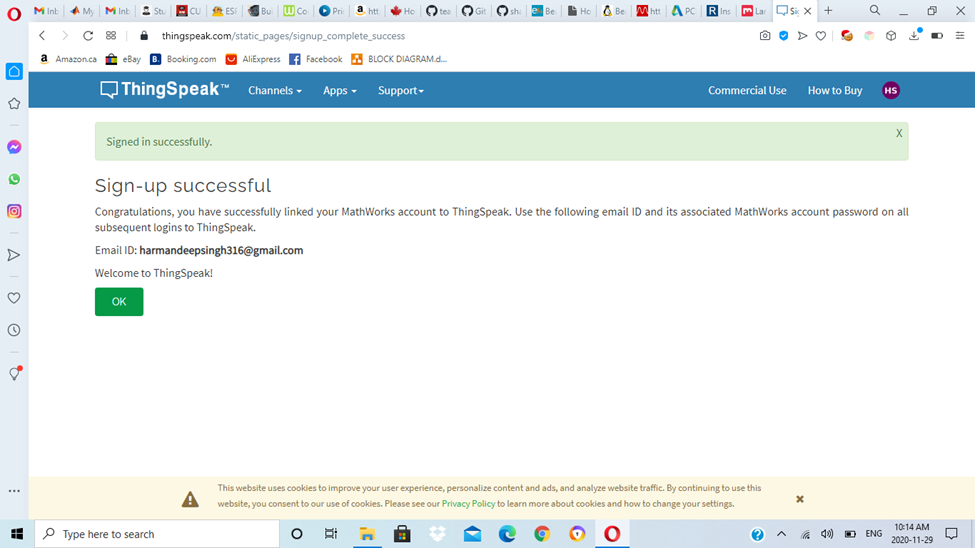 Inb
My
Inb
Stu
CU
ESI
Bui
Co
Pri
htt
Ho
tea
Git
sha
Be
Ho
Be
htt
PC
Ins
La
thingspeak.com/static_pages/signup_complete_success
Amazon.ca eBay Booking.com AliExpress Facebook BLOCK DIAGRAM.d...
ThingSpeak™ Channels Apps Support Commercial Use How to Buy HS
Signed in successfully. X
Sign-up successful
Congratulations, you have successfully linked your MathWorks account to ThingSpeak. Use the following email ID and its associated MathWorks account password on all
subsequent logins to ThingSpeak.
Email ID: harmandeepsingh316@gmail.com
Welcome to ThingSpeak!
OK
This website uses cookies to improve your user experience, personalize content and ads, and analyze website traffic. By continuing to use this
website, you consent to our use of cookies. Please see our Privacy Policy to learn more about cookies and how to change your settings.
Type here to search
ENG
10:14 AM
2020-11-29